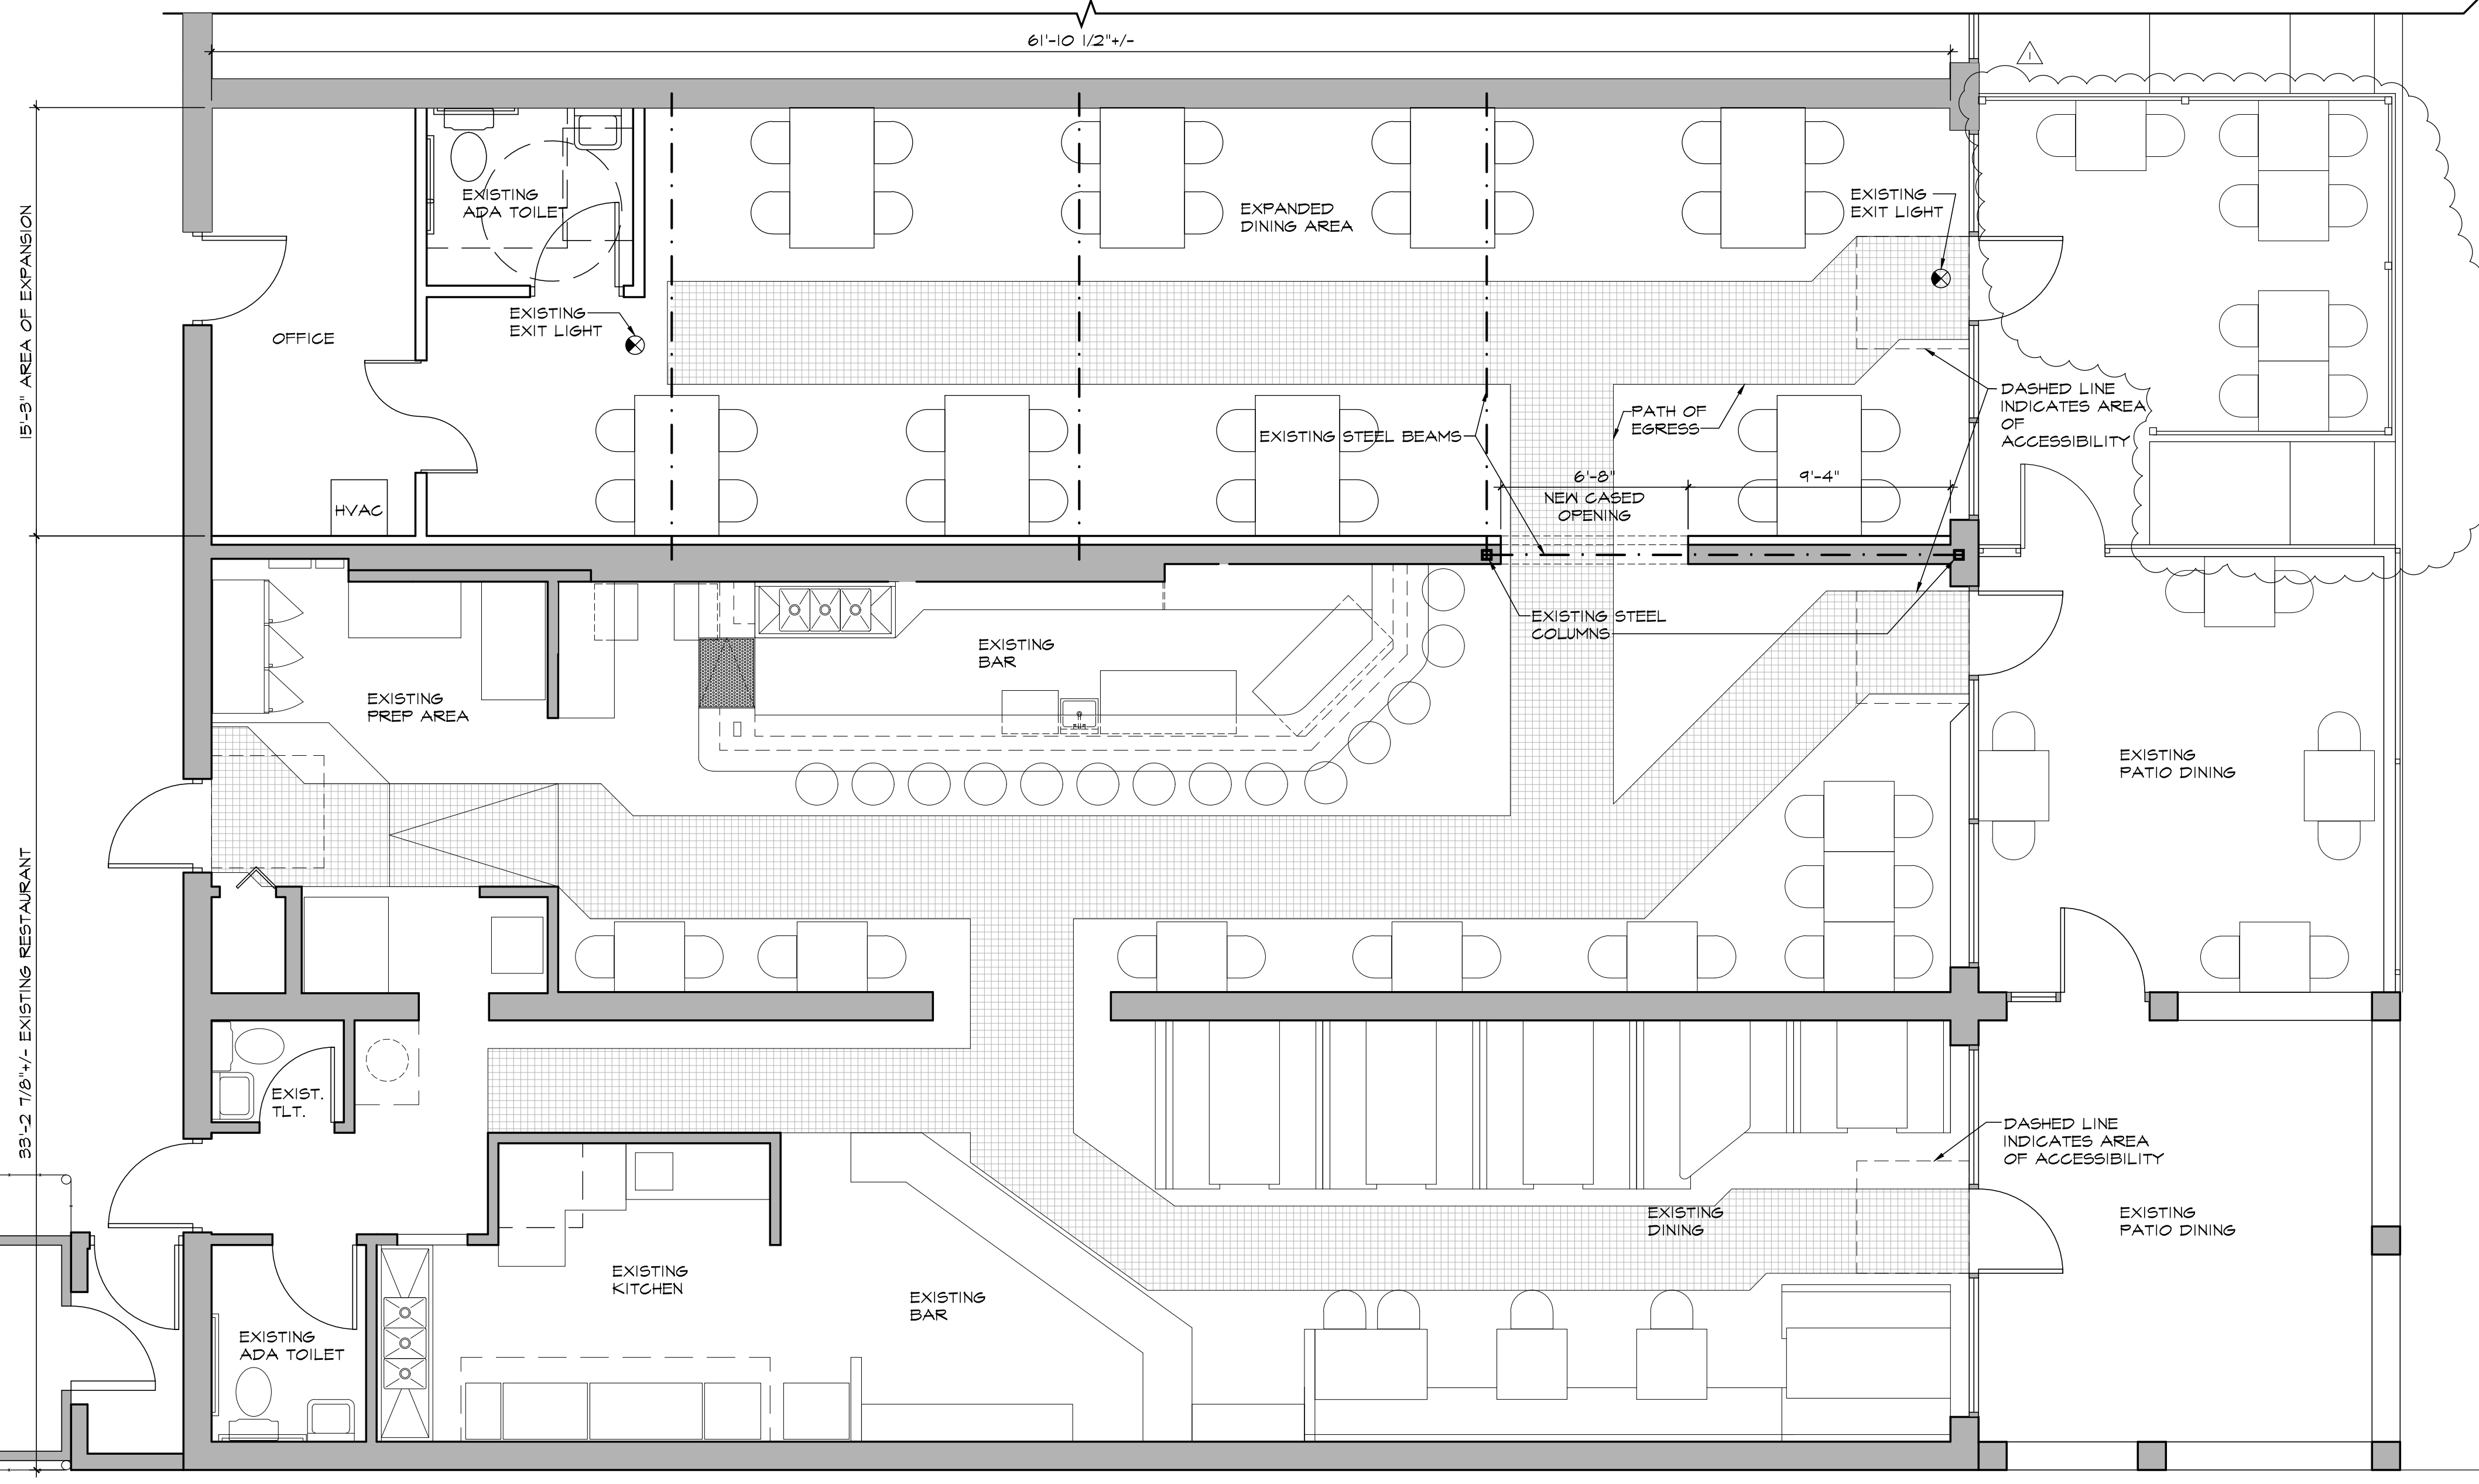 61'-10 1/2"+/-
1
15'-3" AREA OF EXPANSION
EXISTING
ADA TOILET
EXPANDED
DINING AREA
EXISTING
EXIT LIGHT
EXISTING
EXIT LIGHT
OFFICE
DASHED LINE
INDICATES AREA
OF
ACCESSIBILITY
PATH OF
EGRESS
EXISTING STEEL BEAMS
6'-8"
9'-4"
NEW CASED
OPENING
HVAC
EXISTING STEEL
COLUMNS
EXISTING
BAR
EXISTING
PREP AREA
EXISTING
PATIO DINING
33'-2 7/8"+/- EXISTING RESTAURANT
EXIST.
TLT.
DASHED LINE
INDICATES AREA
OF ACCESSIBILITY
EXISTING
DINING
EXISTING
PATIO DINING
EXISTING
KITCHEN
EXISTING
BAR
EXISTING
ADA TOILET